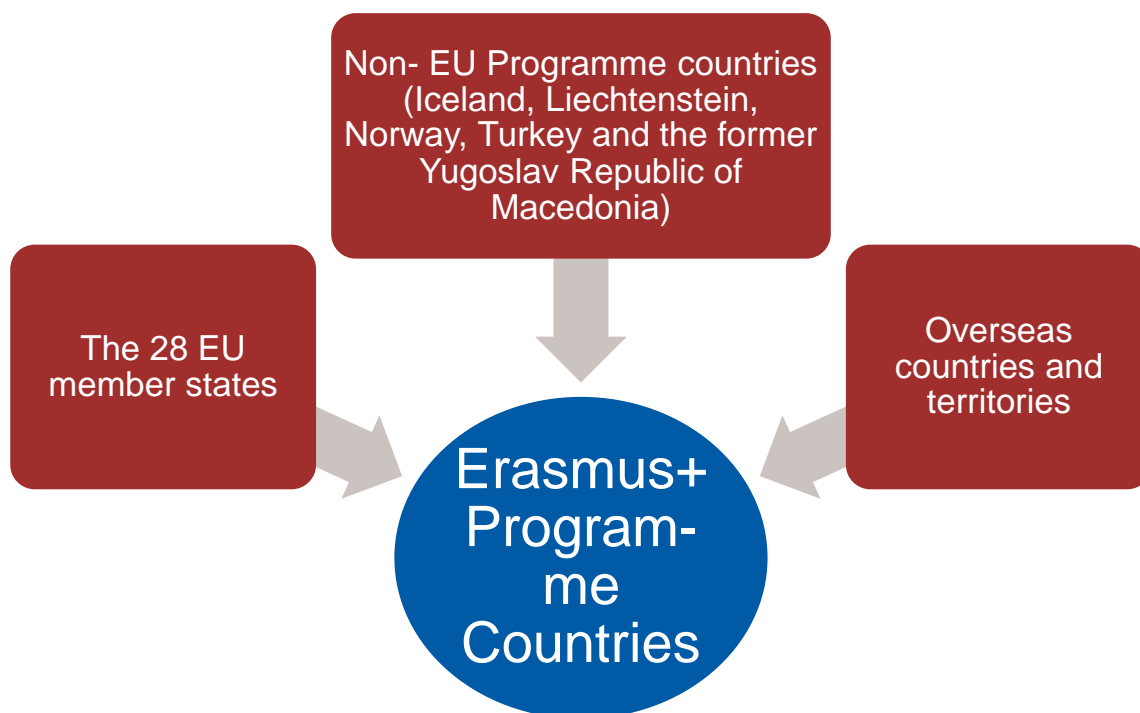 Non- EU Programme countries
(Iceland, Liechtenstein,
Norway, Turkey and the former
Yugoslav Republic of
Macedonia)
The 28 EU
member states
Overseas
countries and
territories
Erasmus+
Program-
me
Countries